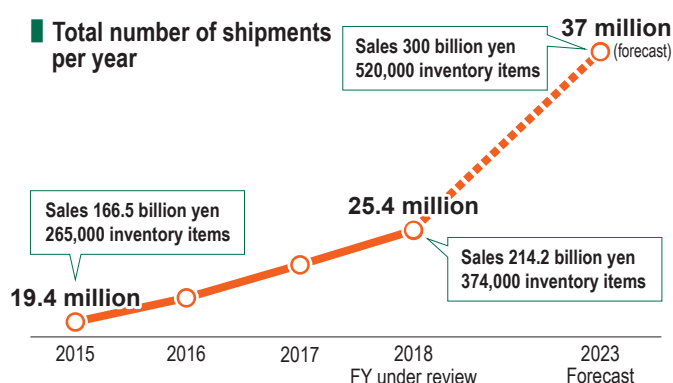 Total number of shipments
per year
Sales 300 billion yen
520,000 inventory items
37 million
(forecast)
Sales 166.5 billion yen
265,000 inventory items
25.4 million
Sales 214.2 billion yen
374,000 inventory items
19.4 million
2015
2016
2017
2018
FY under review
2023
Forecast